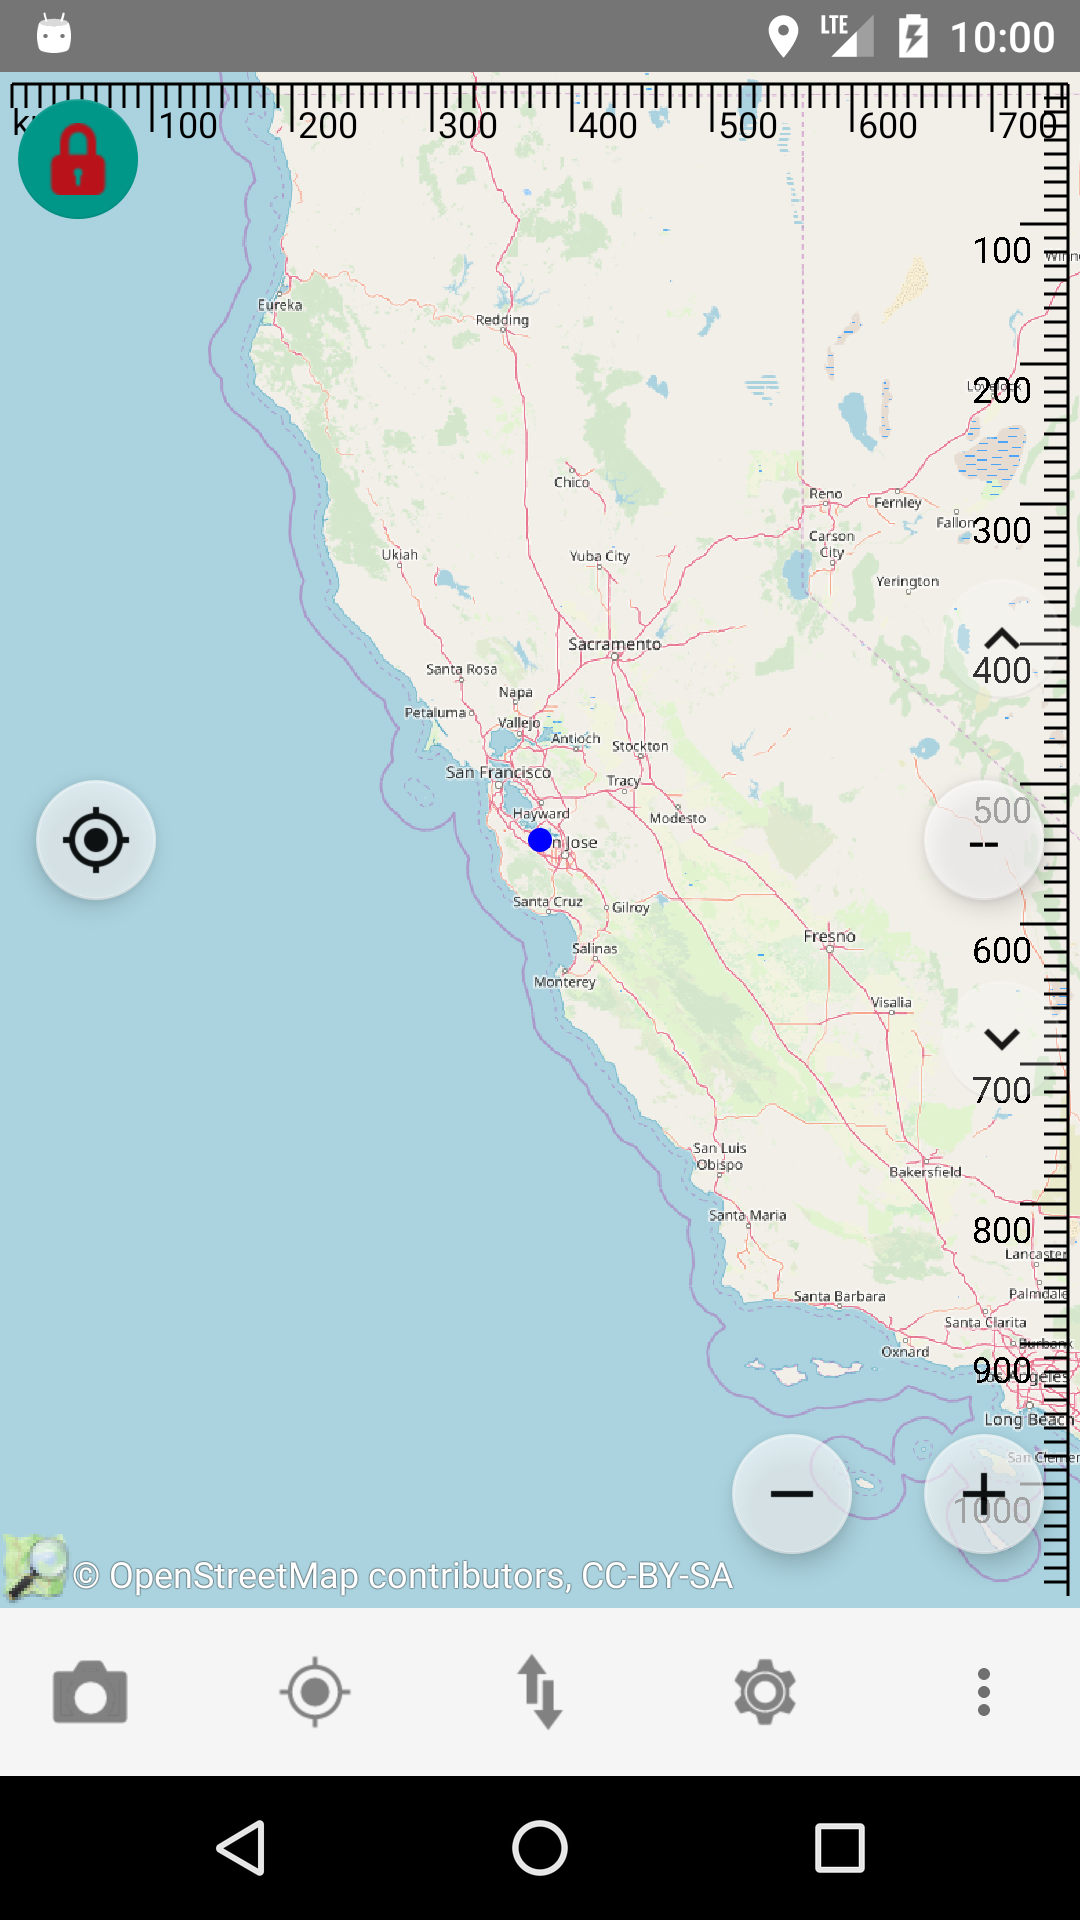 LTE 10:00
100 200 300 400 500 600 700
100
Eureka
Redding
200
Chico
Reno
Fernley
Fallon
300
Carson
City
Ukiah
Yuba City
Yerington
Sacramento
400
Santa Rosa
Napa
Petaluma
Vallejo
Antioch
Stockton
San Francisco
Tracy
500
Hayward
Modesto
n Jose
--
Santa Cruz
Gilroy
Fresno
Salinas
600
Monterey
Visalia
700
San Luis
Obispo
Bakersfield
Santa Maria
800
Lancaster
Santa Barbara
Palmdale
Santa Clarita
Burbank
Oxnard
900
Long Beach
San Clemen
1000
© OpenStreetMap contributors, CC-BY-SA